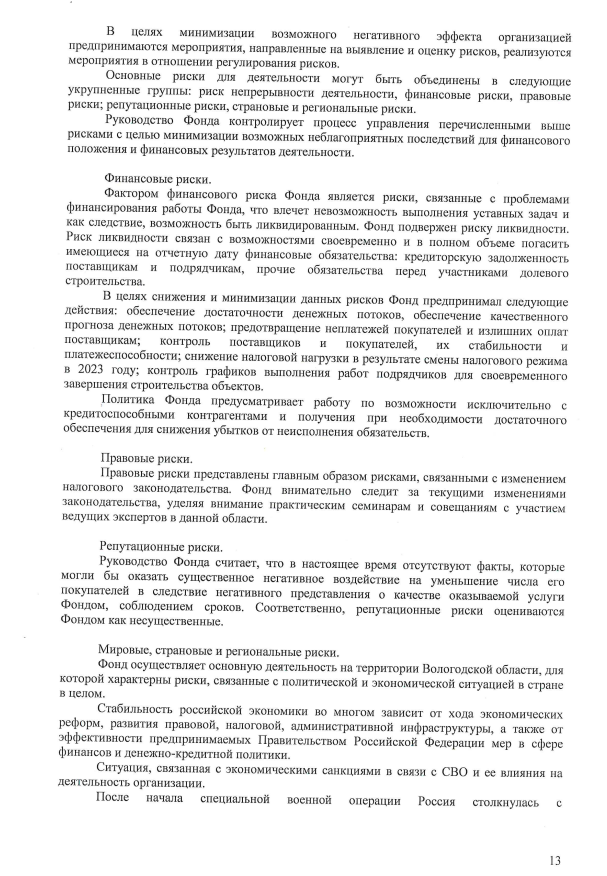 В целях минимизации возможного негативного эффекта организацией
предпринимаются мероприятия, направленные на выявление и оценку рисков, реализуются
мероприятия в отношении регулирования рисков.
Основные риски для деятельности могут быть объединены в следующие
укрупненные группы: риск непрерывности деятельности, финансовые риски, правовые
риски; репутационные риски, страновые и региональные риски.
Руководство Фонда контролирует процесс управления перечисленными выше
рисками с целью минимизации возможных неблагоприятных последствий для финансового
положения и финансовых результатов деятельности.
Финансовые риски.
Фактором финансового риска Фонда является риски, связанные с проблемами
финансирования работы Фонда, что влечет невозможность выполнения уставных задач и
как следствие, возможность быть ликвидированным. Фонд подвержен риску ликвидности.
Риск ликвидности связан с возможностями своевременно и в полном объеме погасить
имеющиеся на отчетную дату финансовые обязательства: кредиторскую задолженность
поставщикам и подрядчикам, прочие обязательства перед участниками долевого
строительства.
В целях снижения и минимизации данных рисков Фонд предпринимал следующие
действия: обеспечение достаточности денежных потоков, обеспечение качественного
прогноза денежных потоков; предотвращение неплатежей покупателей и излишних оплат
поставщикам; контроль поставщиков и покупателей, их стабильности и
платежеспособности; снижение налоговой нагрузки в результате смены налогового режима
в 2023 году; контроль графиков выполнения работ подрядчиков для своевременного
завершения строительства объектов.
Политика Фонда предусматривает работу по возможности исключительно с
кредитоспособными контрагентами и получения при необходимости достаточного
обеспечения для снижения убытков от неисполнения обязательств.
Правовые риски.
Правовые риски представлены главным образом рисками, связанными с изменением
налогового законодательства. Фонд внимательно следит за текущими изменениями
законодательства, уделяя внимание практическим семинарам и совещаниям с участием
ведущих экспертов в данной области.
Репутационные риски.
Руководство Фонда считает, что в настоящее время отсутствуют факты, которые
могли бы оказать существенное негативное воздействие на уменьшение числа его
покупателей в следствие негативного представления о качестве оказываемой услуги
Фондом, соблюдением сроков. Соответственно, репутационные риски оцениваются
Фондом как несущественные.
Мировые, страновые и региональные риски.
Фонд осуществляет основную деятельность на территории Вологодской области, для
которой характерны риски, связанные с политической и экономической ситуацией в стране
в целом.
Стабильность российской экономики во многом зависит от хода экономических
реформ, развития правовой, налоговой, административной инфраструктуры, а также от
эффективности предпринимаемых Правительством Российской Федерации мер в сфере
финансов и денежно-кредитной политики.
Ситуация, связанная с экономическими санкциями в связи с СВО и ее влияния на
деятельность организации.
После начала специальной военной операции Россия столкнулась с
13